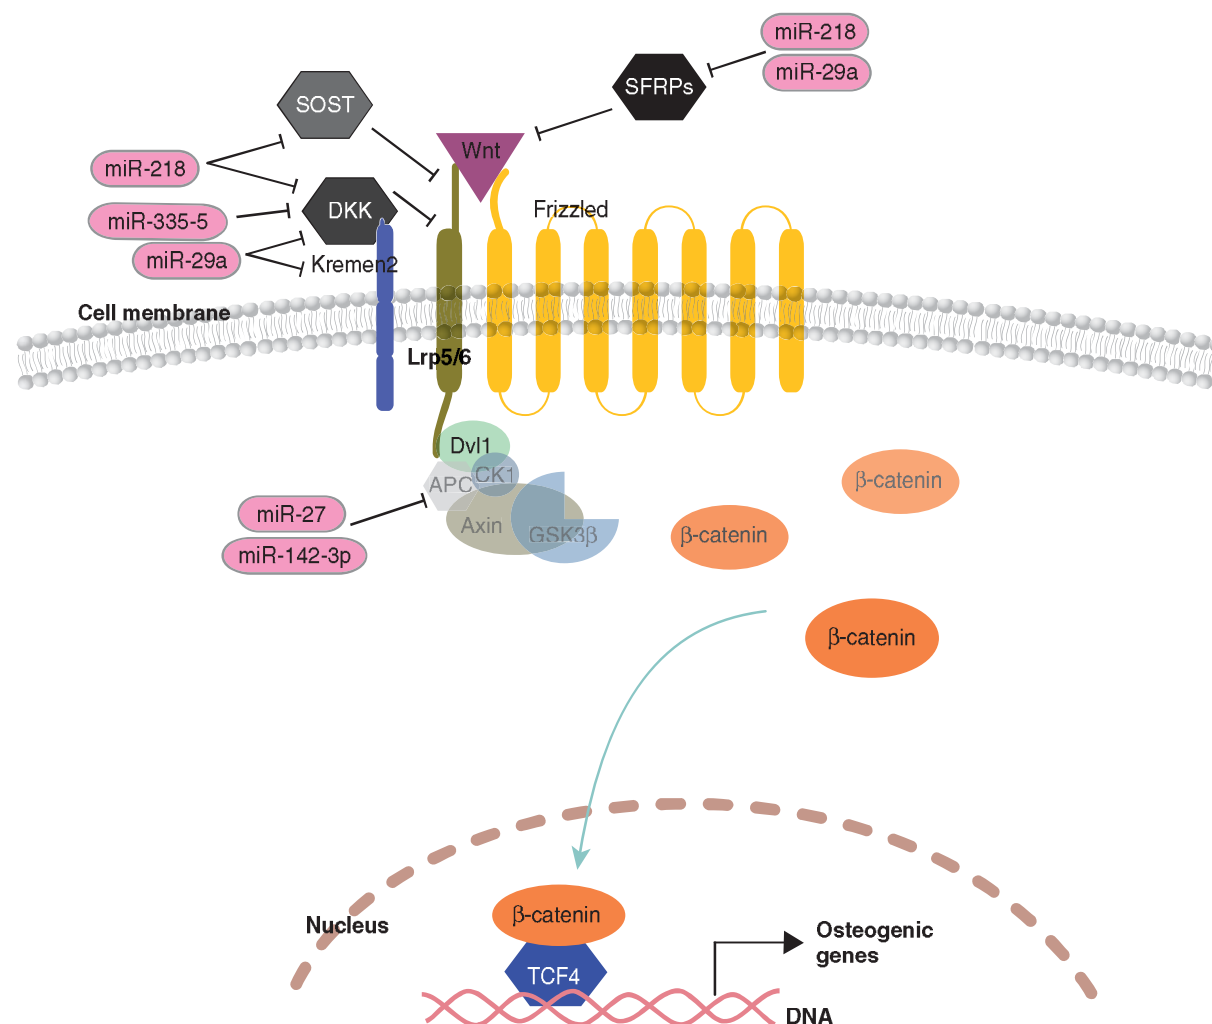 miR-218
miR-29a
SFRPs
SOST
Wnt
miR-218
DKK
miR-335-5
Frizzled
miR-29a
Kremen2
Cell membrane
Lrp5/6
Dvl1
CK1
APC
β-catenin
miR-27
Axin
GSK3β
β-catenin
miR-142-3p
β-catenin
β-catenin
Nucleus
Osteogenic
genes
TCF4
DNA